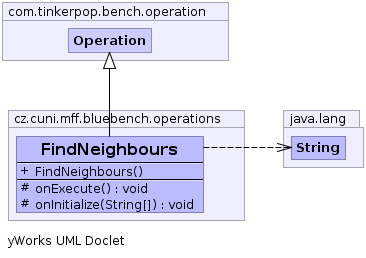 com.tinkerpop.bench.operation
Operation
cz.cuni.mff.bluebench.operations
java.lang
FindNeighbours
String
+ FindNeighbours()
# onExecute() : void
# onInitialize(String[]) : void
yWorks UML Doclet